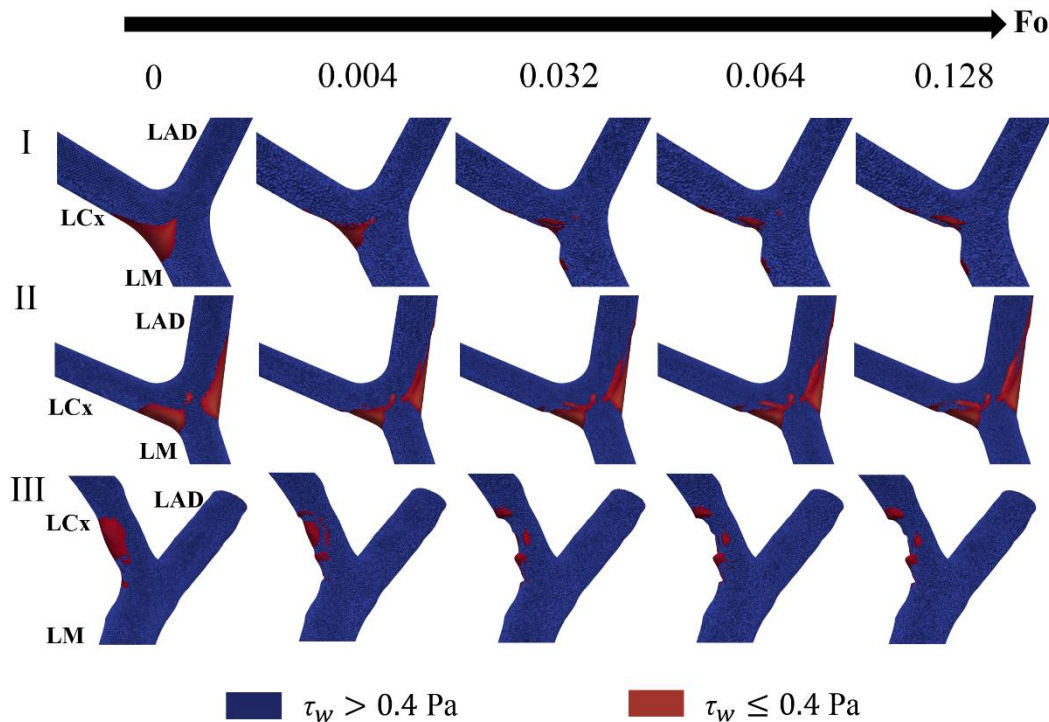 Fo
0 0.004 0.032 0.064 0.128
I
LAD
LCx
LM
II
LAD
LCx
LM
III
LAD
LCx
LM
τw > 0.4 Pa
τw ≤ 0.4 Pa